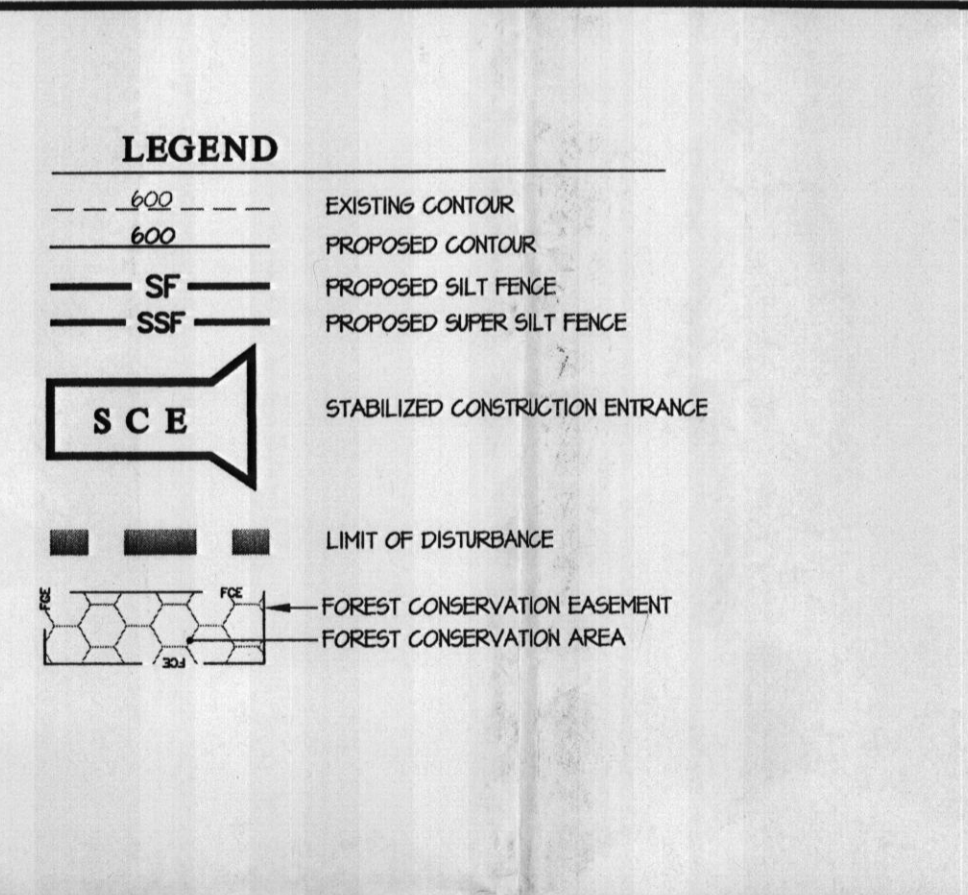 LEGEND
600 EXISTING CONTOUR
600 PROPOSED CONTOUR
SF PROPOSED SILT FENCE
SSF PROPOSED SUPER SILT FENCE
SCE STABILIZED CONSTRUCTION ENTRANCE
LIMIT OF DISTURBANCE
FCE FCE FOREST CONSERVATION EASEMENT
FOREST CONSERVATION AREA
FCE